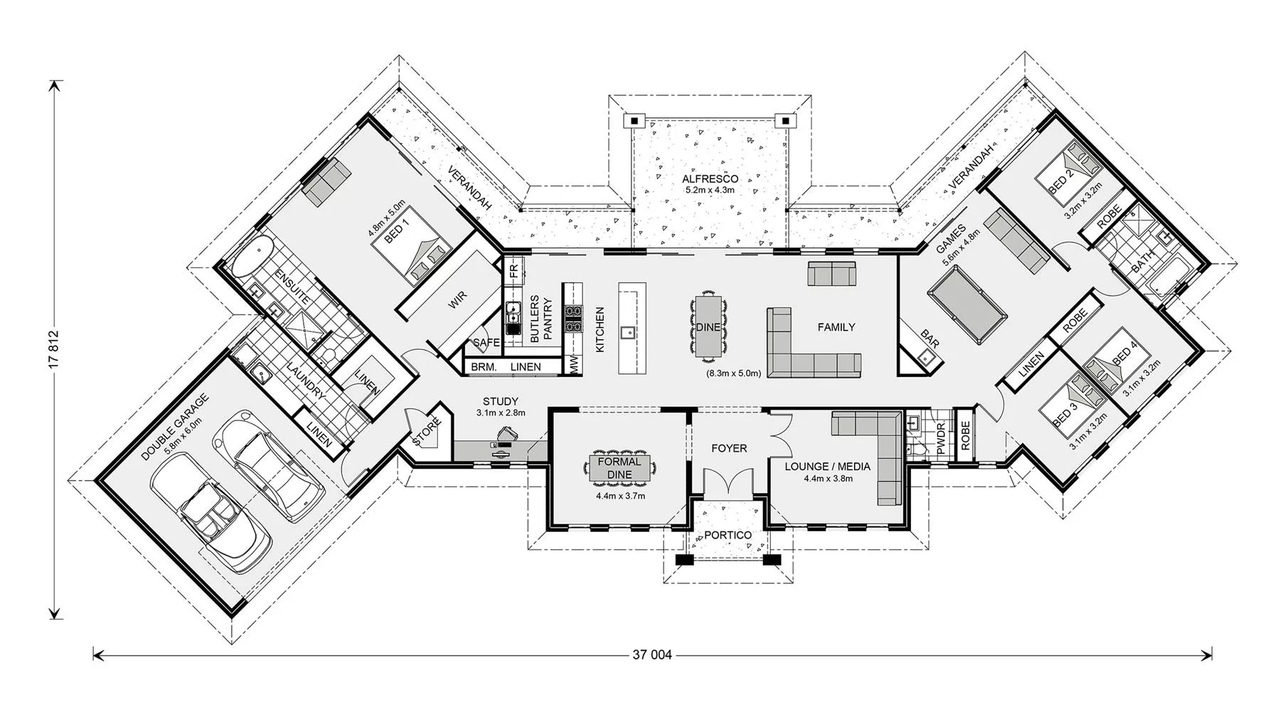 VERANDAH
ALFRESCO
5.2m x 4.3m
VERANDAH
BED 2
3.2m x 3.2m
ROBE
BATH
4.8m x 5.0m
BED 1
ENSUITE
WIR
SAFE
FR
BUTLERS
PANTRY
MW
KITCHEN
DINE
FAMILY
(8.3m x 5.0m)
GAMES
5.6m x 4.8m
BAR
ROBE
BED 4
3.1m x 3.2m
LINEN
BED 3
3.1m x 3.2m
BRM.
LINEN
LAUNDRY
LINEN
LINEN
DOUBLE GARAGE
5.8m x 6.0m
STORE
STUDY
3.1m x 2.8m
FORMAL
DINE
4.4m x 3.7m
FOYER
LOUNGE / MEDIA
4.4m x 3.8m
PWDR.
ROBE
PORTICO
17 812
37 004